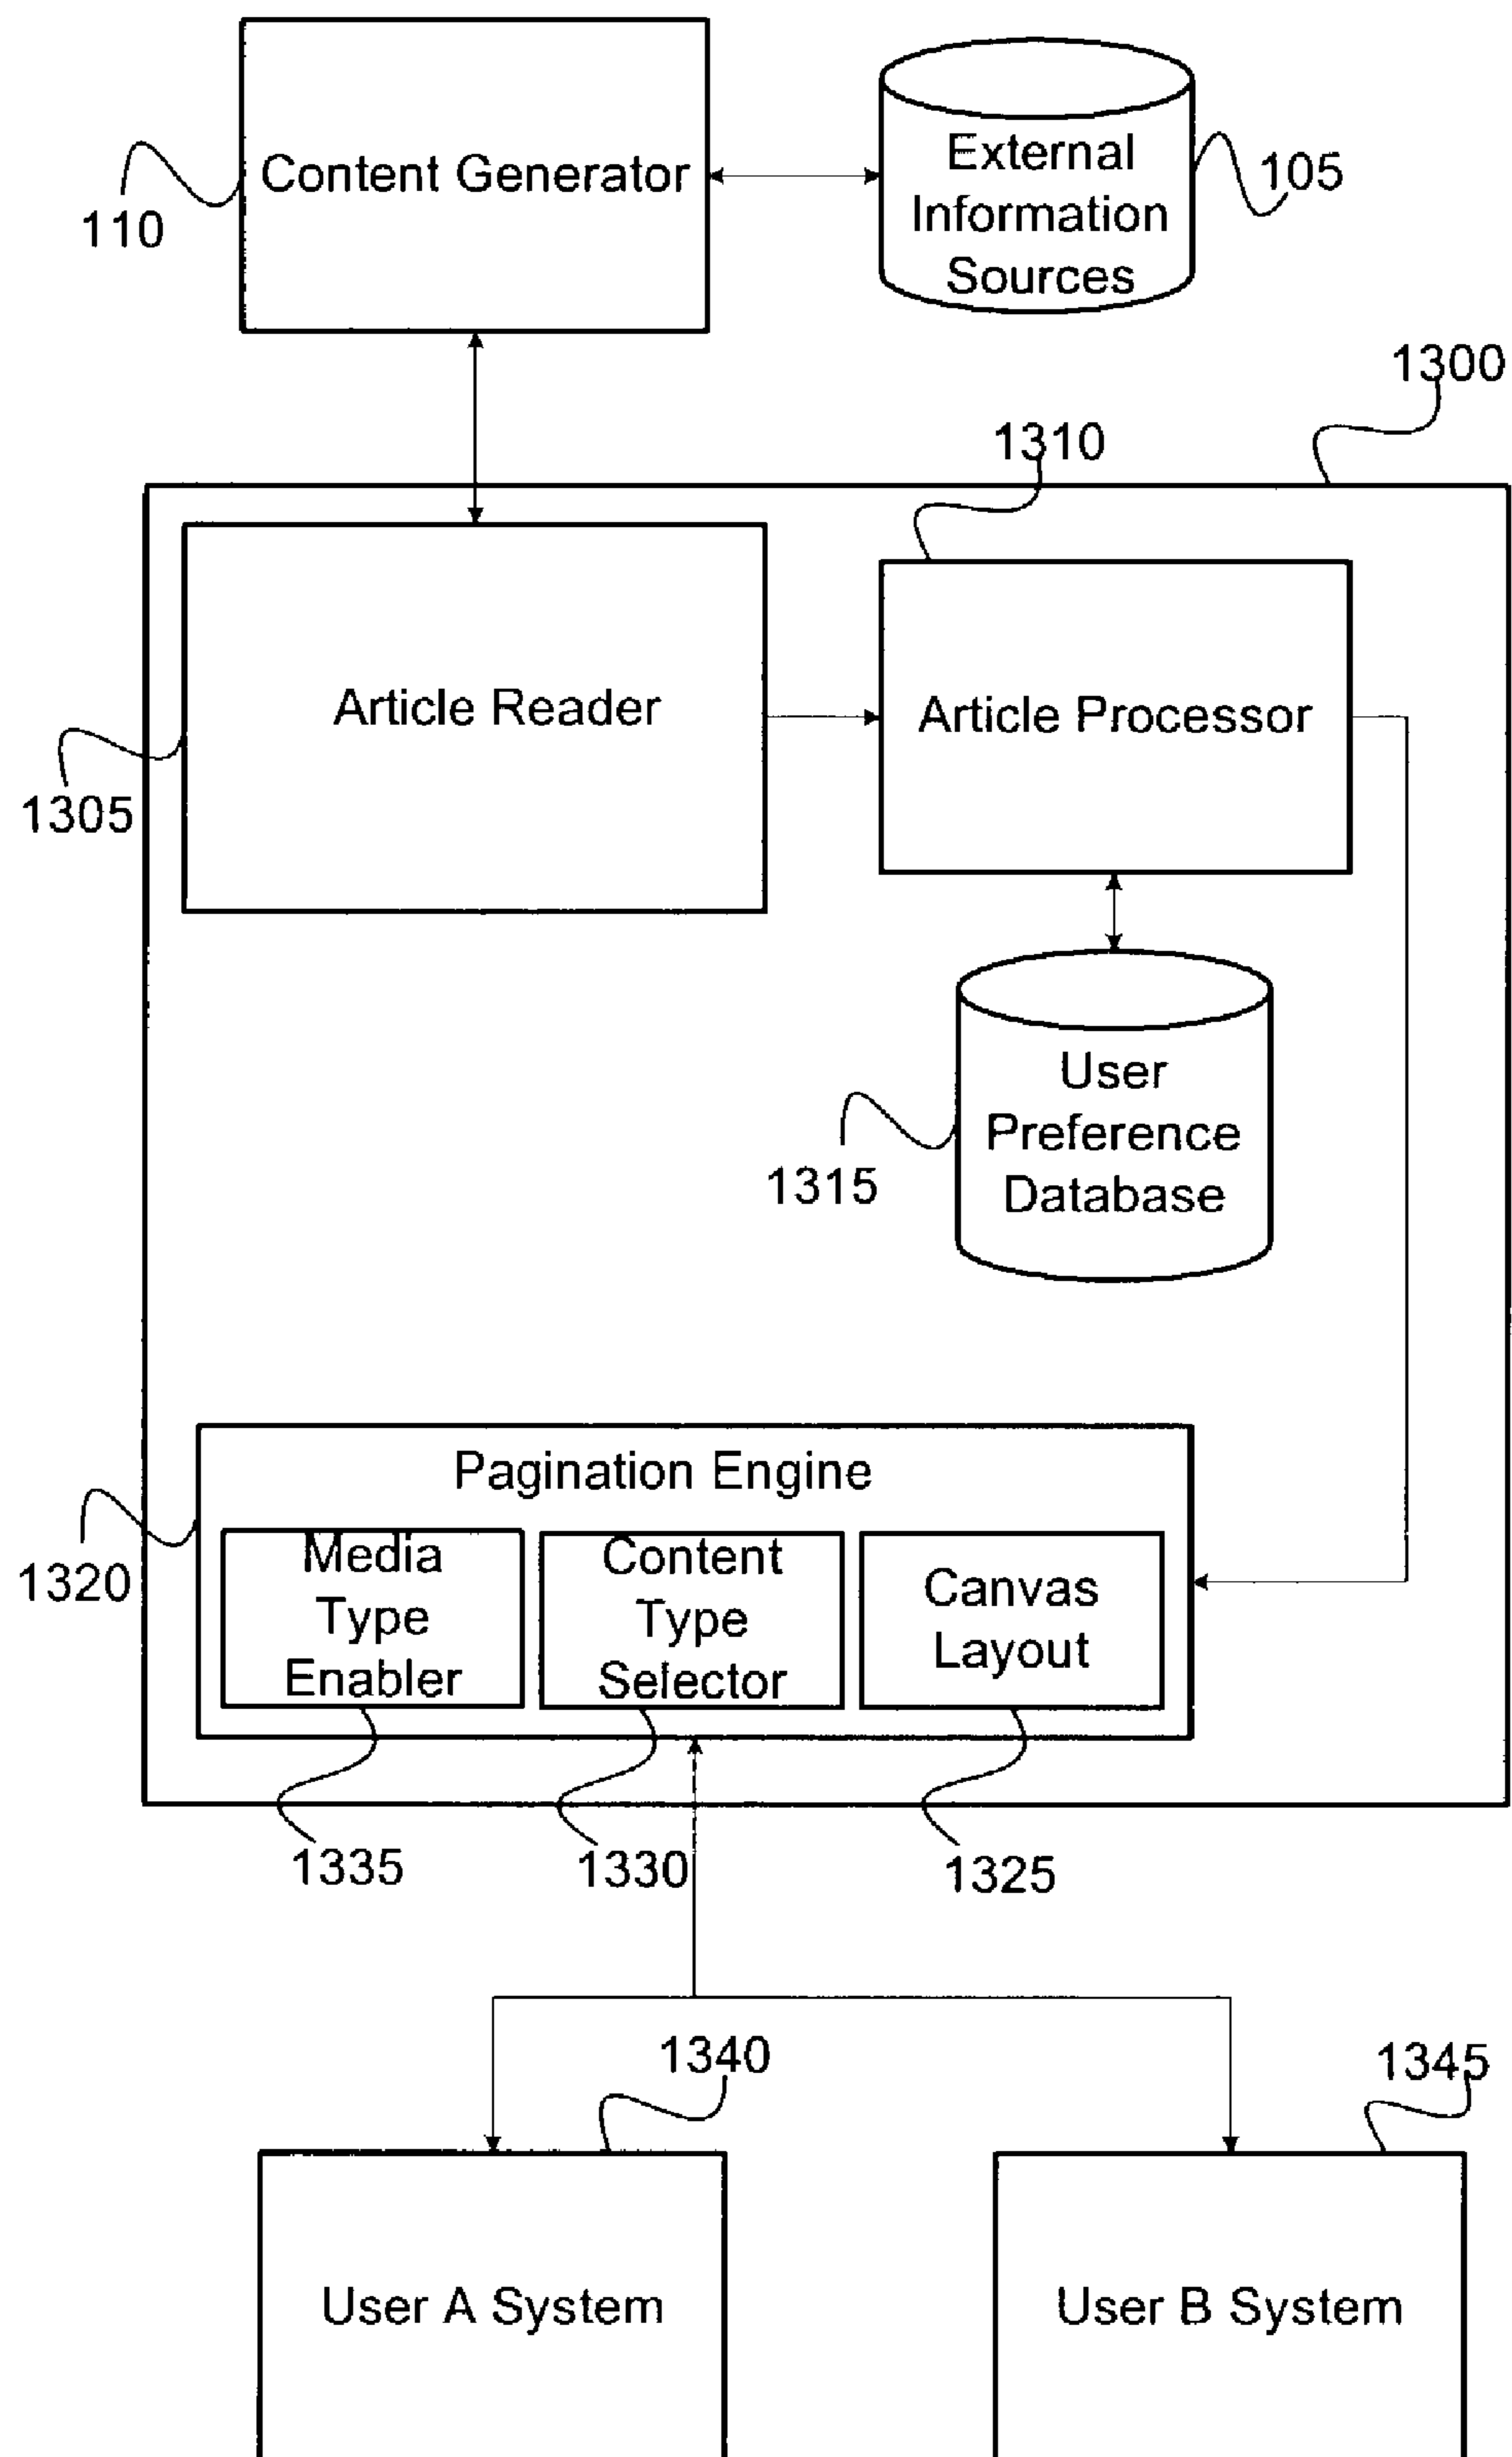 Content Generator
External
Information
Sources
105
110
1300
1310
Article Reader
Article Processor
1305
User
Preference
Database
1315
Pagination Engine
Media
Type
Enabler
Content
Type
Selector
Canvas
Layout
1320
1335
1330
1325
1340
1345
User A System
User B System